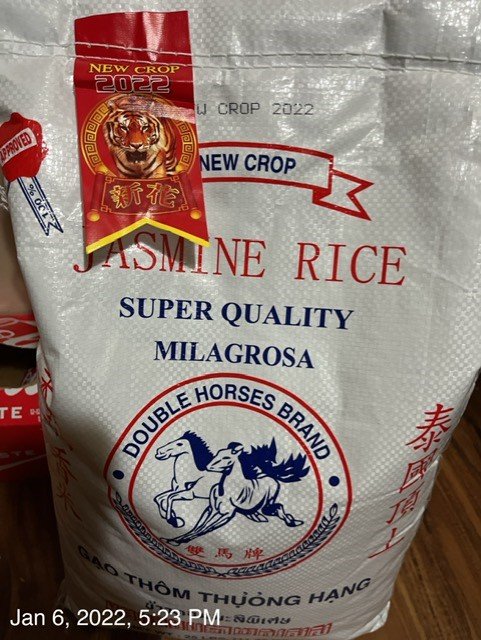 NEW CROP
2022
新花
W CROP 2022
APPROVED
100%
NEW CROP
JASMINE RICE
SUPER QUALITY
MILAGROSA
DOUBLE HORSES BRAND
雙馬牌
泰國頂上
GẠO THƠM THƯỢNG HẠNG
Jan 6, 2022, 5:23 PM